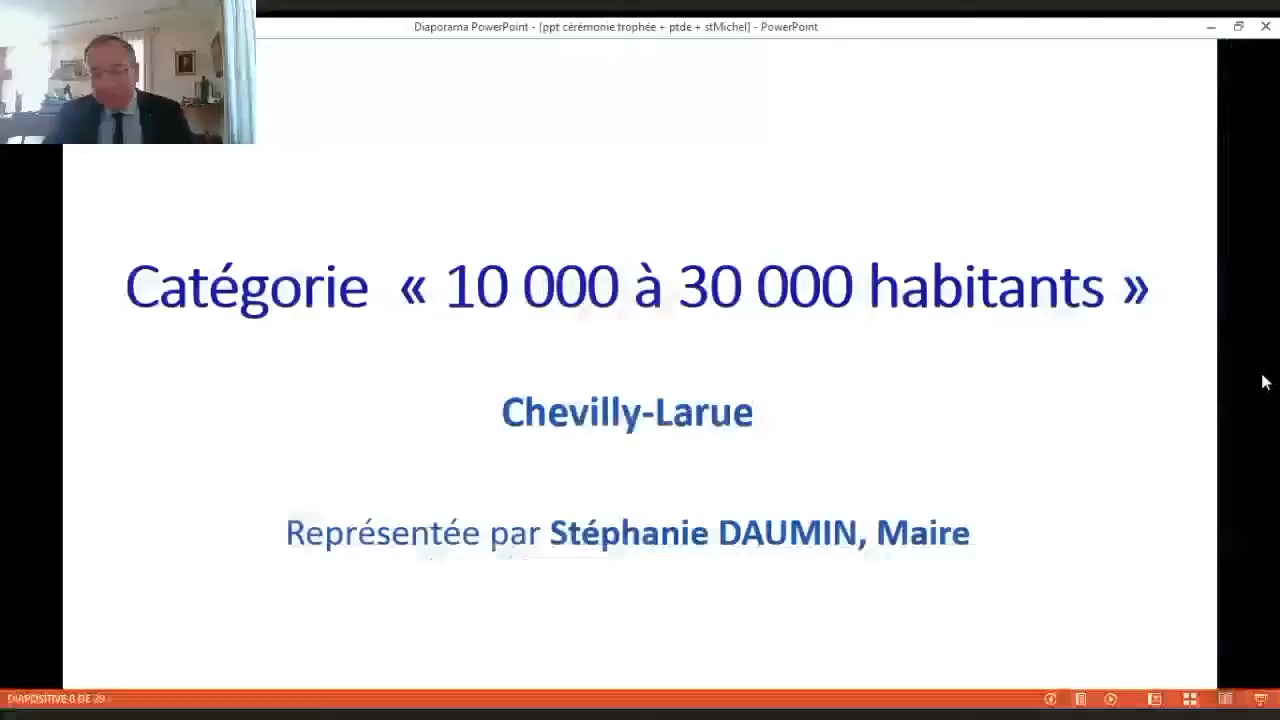 Diaporama PowerPoint - [ppt cérémonie trophée + ptde + stMichel] - PowerPoint
Catégorie « 10 000 à 30 000 habitants »
Chevilly-Larue
Représentée par Stéphanie DAUMIN, Maire
DIAPOSITIVE 8 DE 29